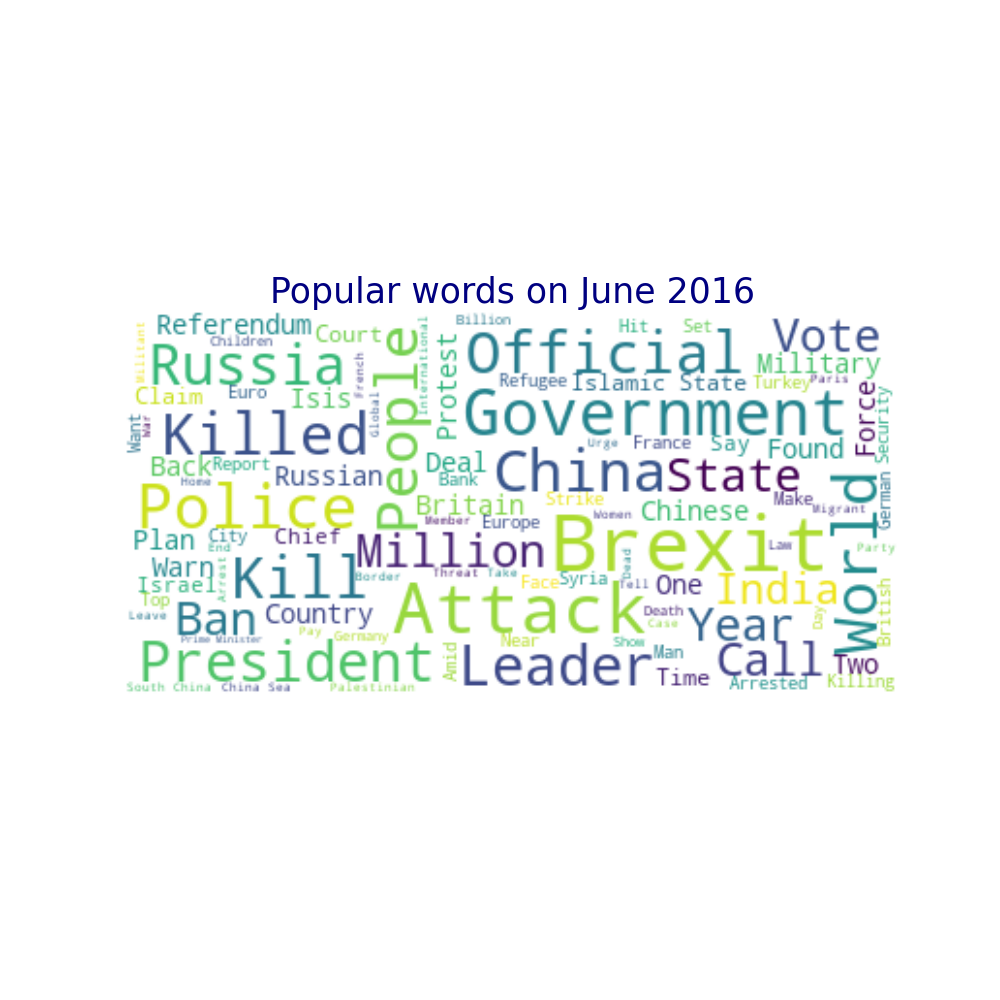 Popular words on June 2016
Referendum
Children
Court
Militant
Russia
French
People
International
Billion
Protest
Official
Hit
Set
Vote
Military
Refugee
Islamic State
Turkey
Paris
Claim
Euro
Isis
Global
Government
Force
Security
Want
War
Killed
Urge
France
Say
Found
Back
Report
Home
Russian
Deal
Bank
China
State
World
German
Police
Britain
Member
Europe
Strike
Women
Chinese
Make
Migrant
Plan
City
End
Chief
Million
Brexit
Law
Party
Warn
Arrest
Kill
Border
Threat
Take
Face
Syria
Dead
Tell
One
India
Israel
Top
Leave
Ban
Country
Attack
Death
Case
Year
Day
British
Prime Minister
Pay
Germany
Near
Show
Man
Call
Two
President
Amid
Leader
Time
Arrested
Killing
South China
China Sea
Palestinian